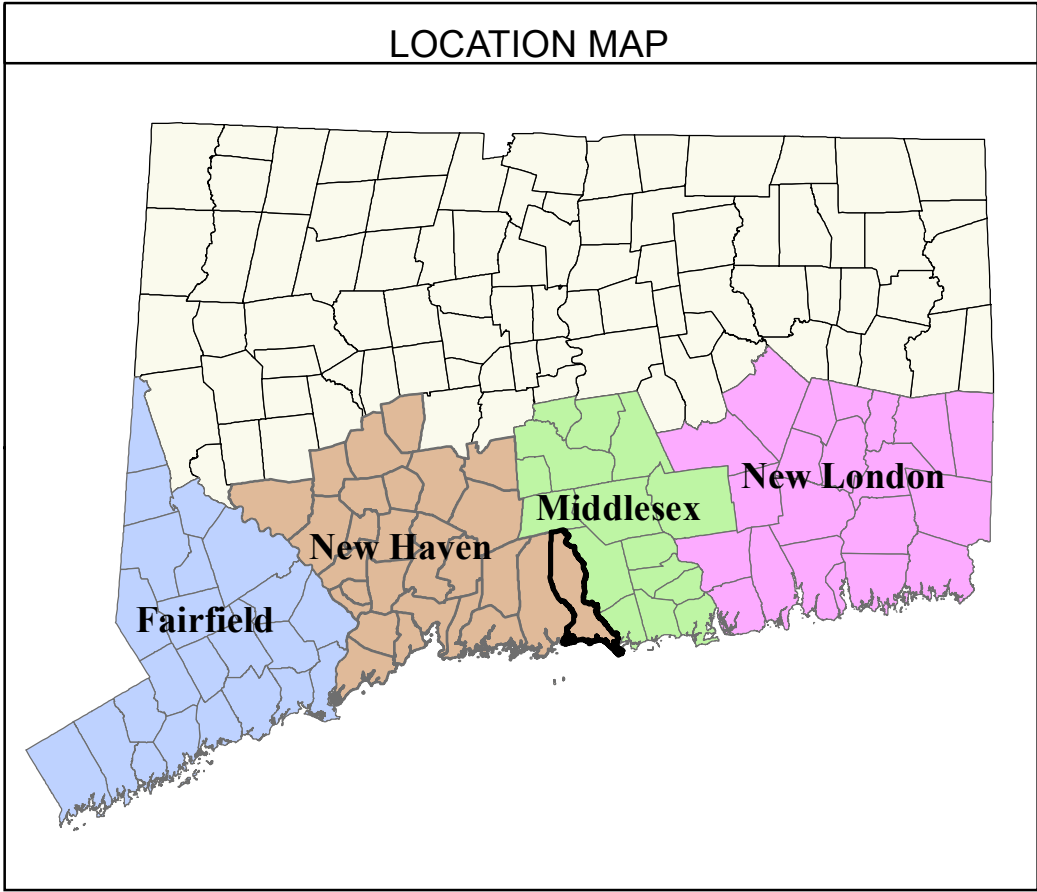 LOCATION MAP
New London
Middlesex
New Haven
Fairfield